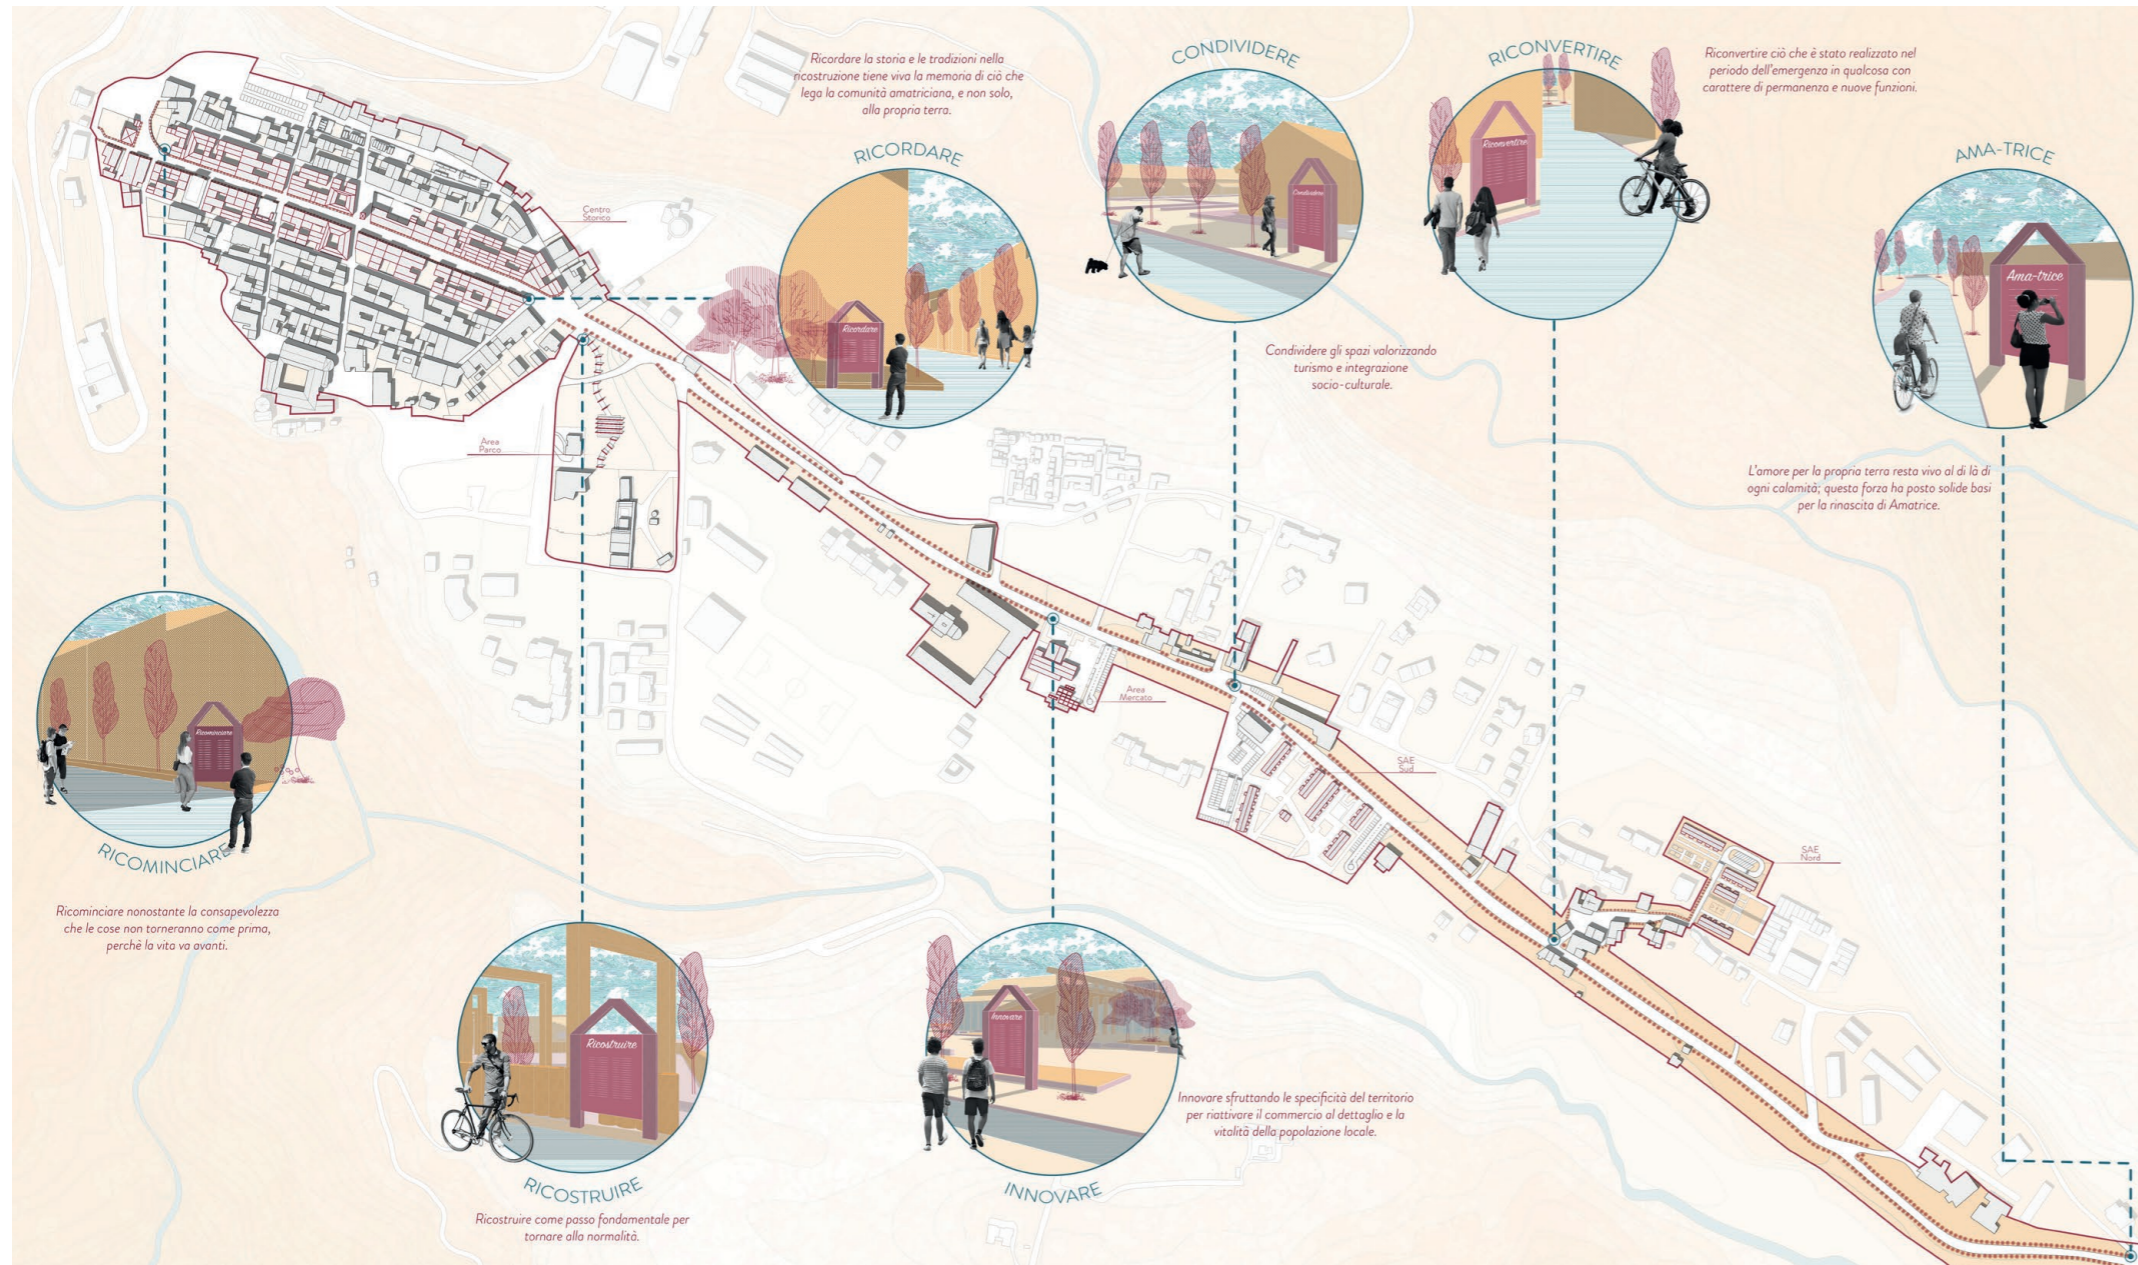 Ricordare la storia e le tradizioni nella
ricostruzione tiene viva la memoria di ciò che
lega la comunità amatriciana, e non solo,
alla propria terra.
RICORDARE
Ricordare
CONDIVIDERE
Condividere
Condividere gli spazi valorizzando
turismo e integrazione
socio-culturale.
RICONVERTIRE
Riconvertire
Riconvertire ciò che è stato realizzato nel
periodo dell'emergenza in qualcosa con
carattere di permanenza e nuove funzioni.
AMA-TRICE
Ama-trice
L'amore per la propria terra resta vivo al di là di
ogni calamità; questa forza ha posto solide basi
per la rinascita di Amatrice.
Centro
Storico
Area
Parco
Area
Mercato
SAE
Sud
SAE
Nord
Ricominciare
RICOMINCIARE
Ricominciare nonostante la consapevolezza
che le cose non torneranno come prima,
perchè la vita va avanti.
Ricostruire
RICOSTRUIRE
Ricostruire come passo fondamentale per
tornare alla normalità.
Innovare
INNOVARE
Innovare sfruttando le specificità del territorio
per riattivare il commercio al dettaglio e la
vitalità della popolazione locale.